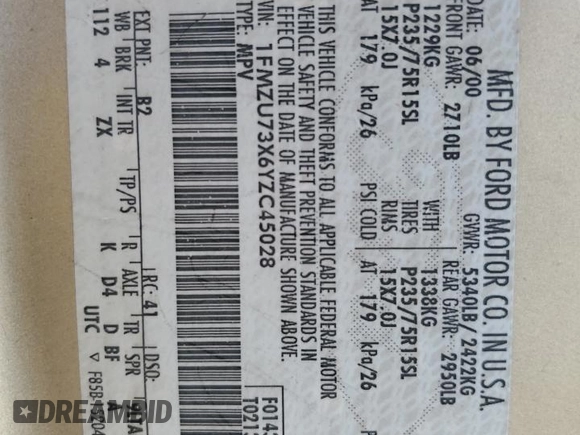 MFD. BY FORD MOTOR CO. IN U.S.A.
DATE: 06/00 GVWR: 5340LB/ 2422KG
FRONT GAWR: 2710LB REAR GAWR: 2950LB
1229KG WITH 1338KG
P235/75R15SL TIRES P235/75R15SL
15X7.0J RIMS 15X7.0J
AT 179 kPa/26 PSI COLD AT 179 kPa/26
THIS VEHICLE CONFORMS TO ALL APPLICABLE FEDERAL MOTOR
VEHICLE SAFETY AND THEFT PREVENTION STANDARDS IN
EFFECT ON THE DATE OF MANUFACTURE SHOWN ABOVE.
VIN: 1FMZU73X6YZC45028
TYPE: MPV
F0145
T0215
EXT PNT: B2 RC: 41 DSO:
WB BRK INT TR TP/PS R AXLE TR SPR
112 4 ZX K D4 D BF
UTC
DREAMBID